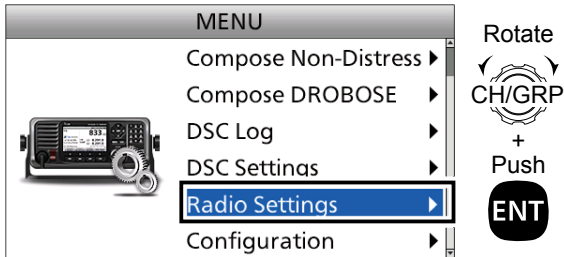 MENU
Compose Non-Distress
Compose DROBOSE
DSC Log
DSC Settings
Radio Settings
Configuration
Rotate
CH/GRP
+
Push
ENT